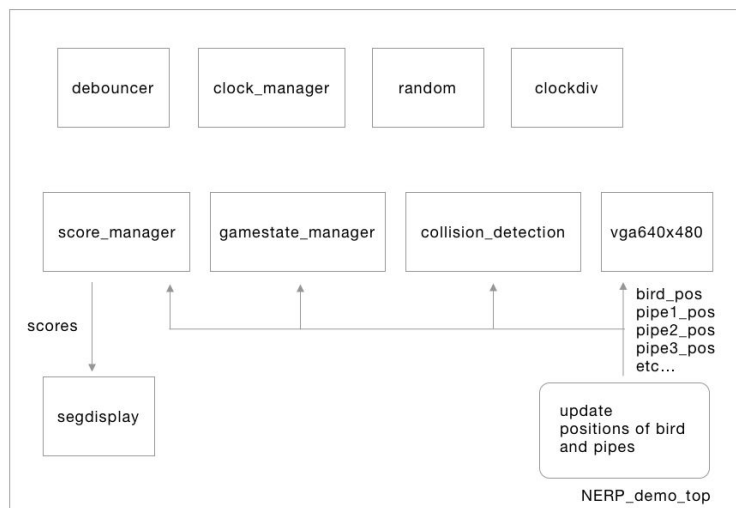 debouncer
clock_manager
random
clockdiv
score_manager
gamestate_manager
collision_detection
vga640x480
bird_pos
pipe1_pos
pipe2_pos
pipe3_pos
etc...
scores
segdisplay
update
positions of bird
and pipes
NERP_demo_top